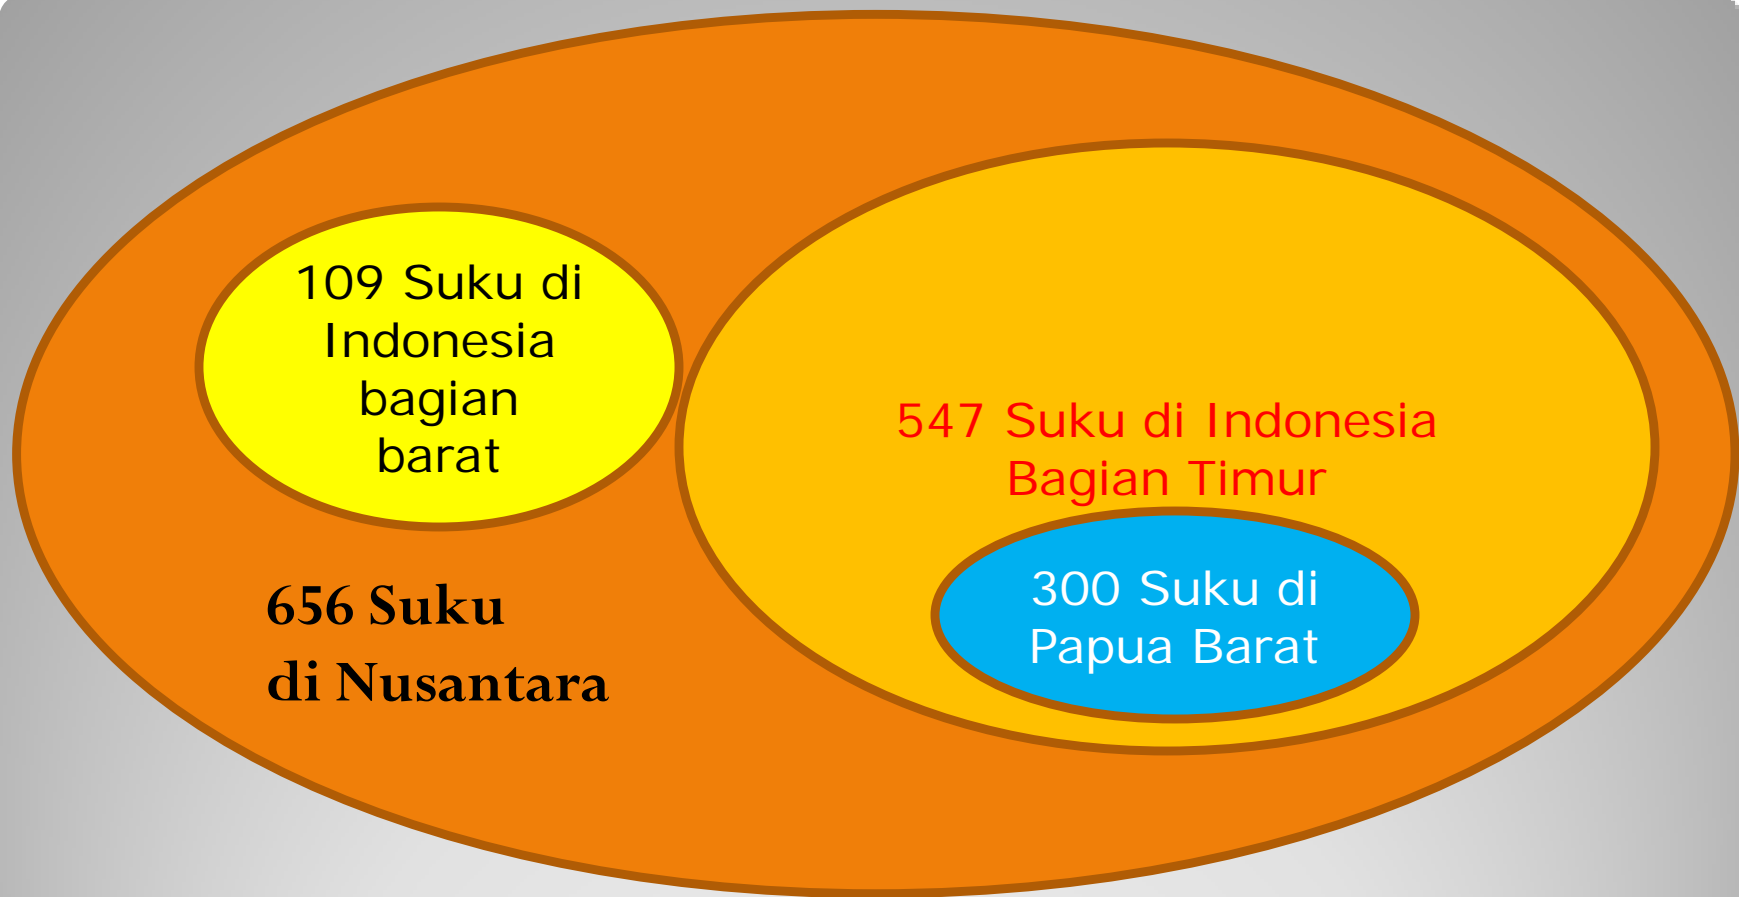 109 Suku di
Indonesia
bagian
barat
547 Suku di Indonesia
Bagian Timur
300 Suku di
Papua Barat
656 Suku
di Nusantara